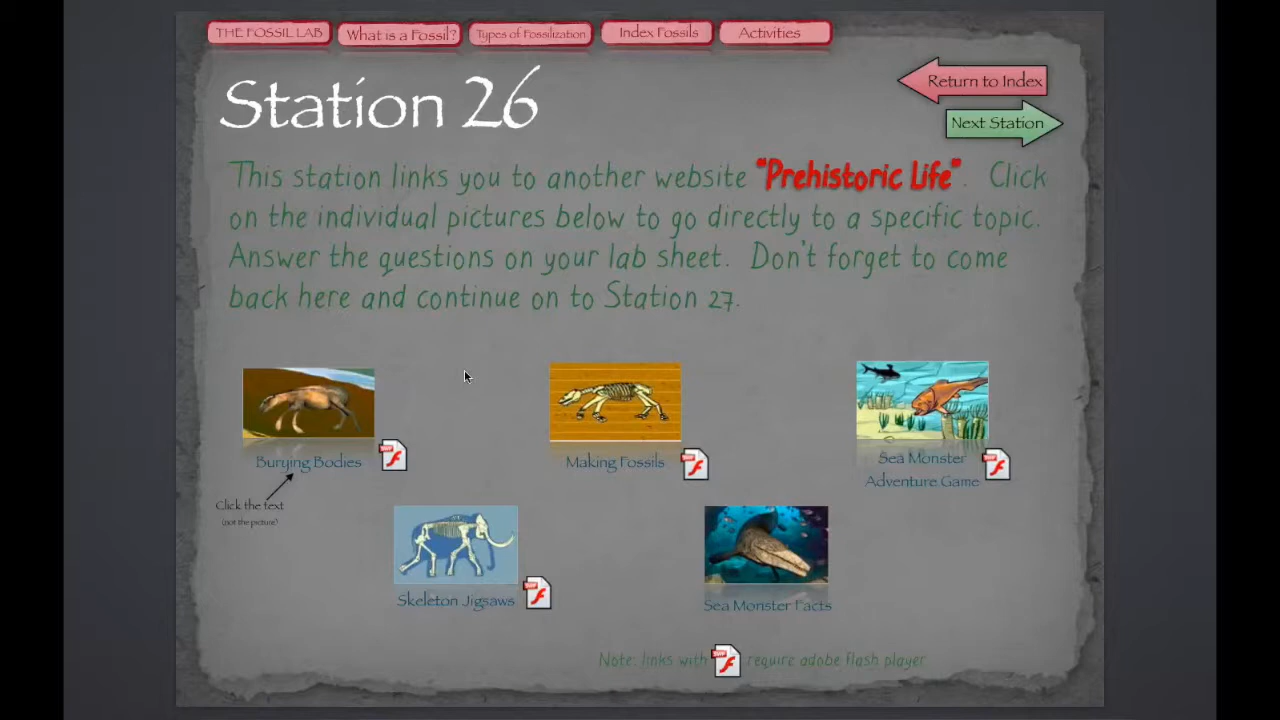 THE FOSSIL LAB
What is a Fossil?
Types of Fossilization
Index Fossils
Activities
Station 26
Return to Index
Next Station
This station links you to another website "Prehistoric Life". Click
on the individual pictures below to go directly to a specific topic.
Answer the questions on your lab sheet. Don't forget to come
back here and continue on to Station 27.
Burying Bodies
Making Fossils
Sea Monster
Adventure Game
Click the text
(not the picture)
Skeleton Jigsaws
Sea Monster Facts
Note: links with
SWF
require adobe flash player